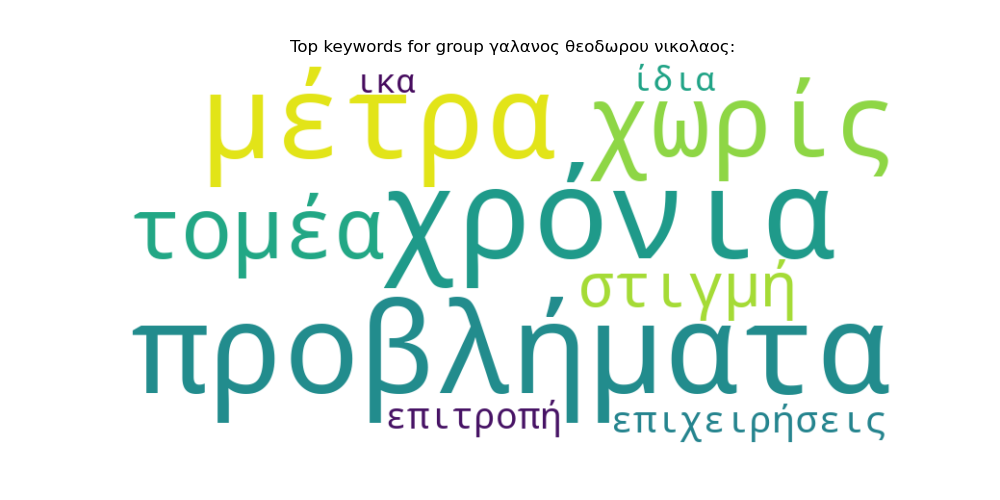 Top keywords for group γαλανος θεοδωρου νικολαος:
ικα ίδια
μέτρα χωρίς
τομέα χρόνια
στιγμή
προβλήματα
επιτροπή επιχειρήσεις